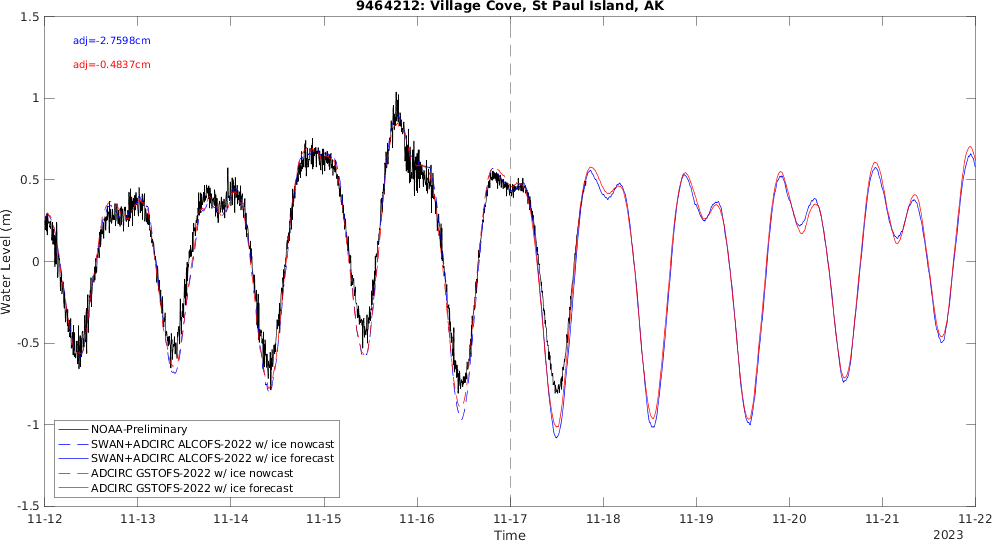 9464212: Village Cove, St Paul Island, AK
1.5
adj=-2.7598cm
adj=-0.4837cm
1
0.5
Water Level (m)
0
-0.5
-1
NOAA-Preliminary
SWAN+ADCIRC ALCOFS-2022 w/ ice nowcast
SWAN+ADCIRC ALCOFS-2022 w/ ice forecast
ADCIRC GSTOFS-2022 w/ ice nowcast
ADCIRC GSTOFS-2022 w/ ice forecast
-1.5
11-12 11-13 11-14 11-15 11-16 11-17 11-18 11-19 11-20 11-21 11-22
Time
2023